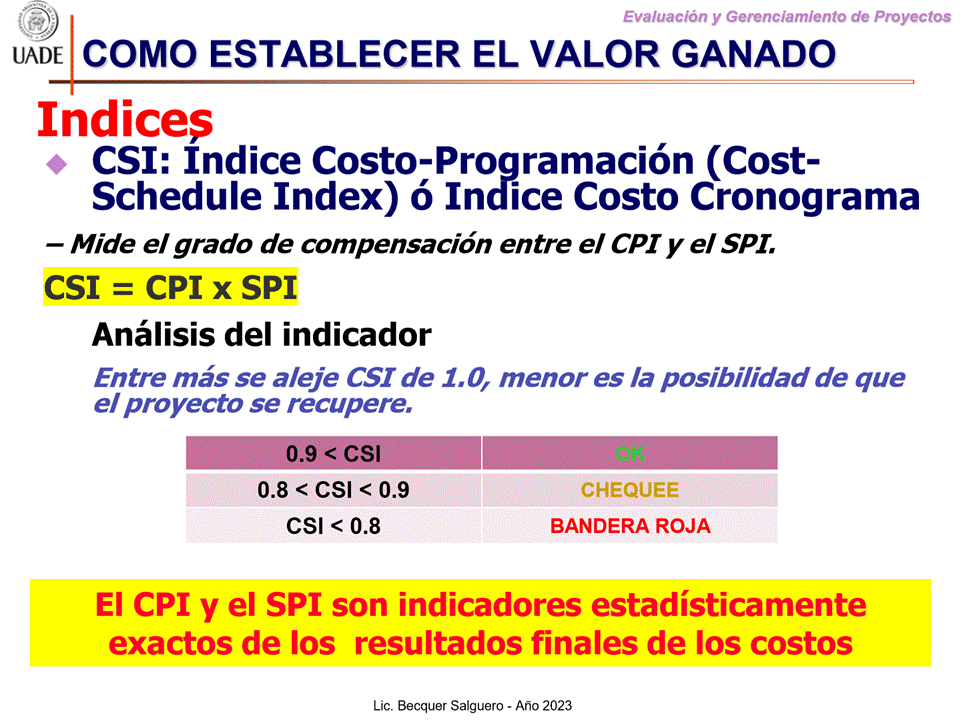 Evaluación y Gerenciamiento de Proyectos
UADE
COMO ESTABLECER EL VALOR GANADO
Indices
CSI: Índice Costo-Programación (Cost-
Schedule Index) ó Indice Costo Cronograma
– Mide el grado de compensación entre el CPI y el SPI.
CSI = CPI x SPI
Análisis del indicador
Entre más se aleje CSI de 1.0, menor es la posibilidad de que
el proyecto se recupere.
0.9 < CSI OK
0.8 < CSI < 0.9 CHEQUEE
CSI < 0.8 BANDERA ROJA
El CPI y el SPI son indicadores estadísticamente
exactos de los resultados finales de los costos
Lic. Becquer Salguero - Año 2023